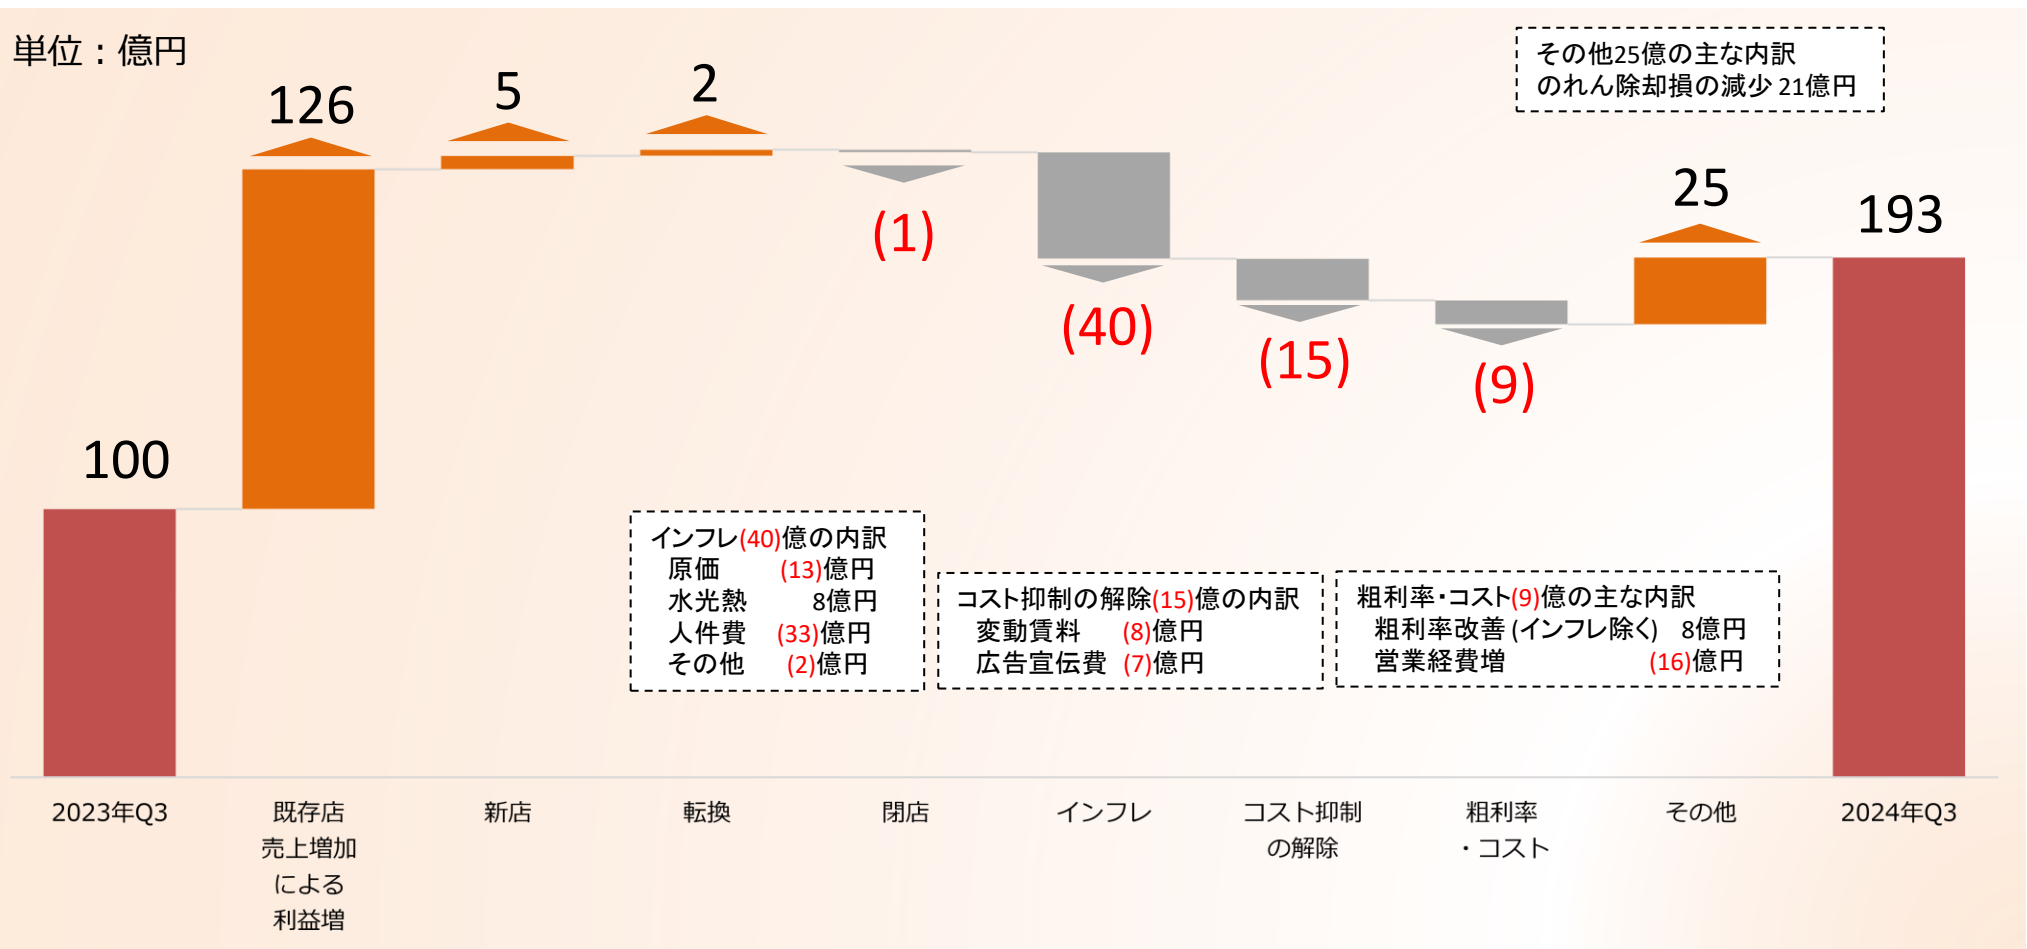 単位：億円
その他25億の主な内訳
のれん除却損の減少 21億円
126
5
2
(1)
(40)
(15)
(9)
25
193
100
インフレ(40)億の内訳
原価 (13)億円
水光熱 8億円
人件費 (33)億円
その他 (2)億円
コスト抑制の解除(15)億の内訳
変動賃料 (8)億円
広告宣伝費 (7)億円
粗利率・コスト(9)億の主な内訳
粗利率改善 (インフレ除く) 8億円
営業経費増 (16)億円
2023年Q3
既存店
売上増加
による
利益増
新店
転換
閉店
インフレ
コスト抑制
の解除
粗利率
・コスト
その他
2024年Q3